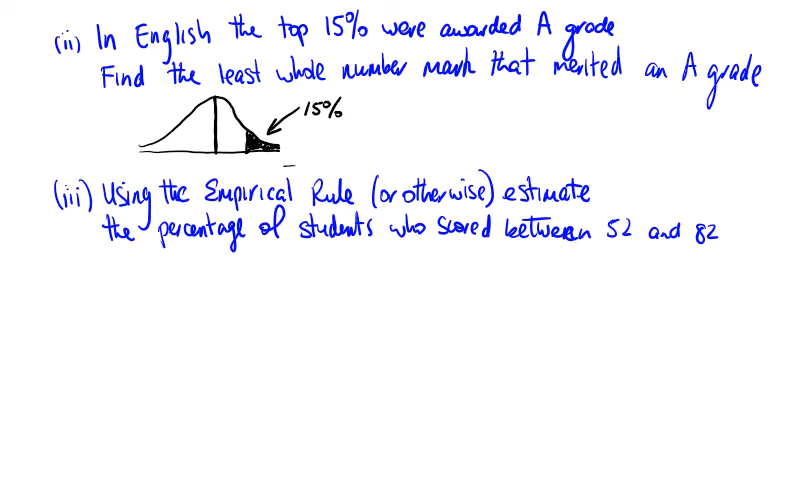 (ii) In English the top 15% were awarded A grade
Find the least whole number mark that merited an A grade
15%
(iii) Using the Empirical Rule (or otherwise) estimate
the percentage of students who scored between 52 and 82